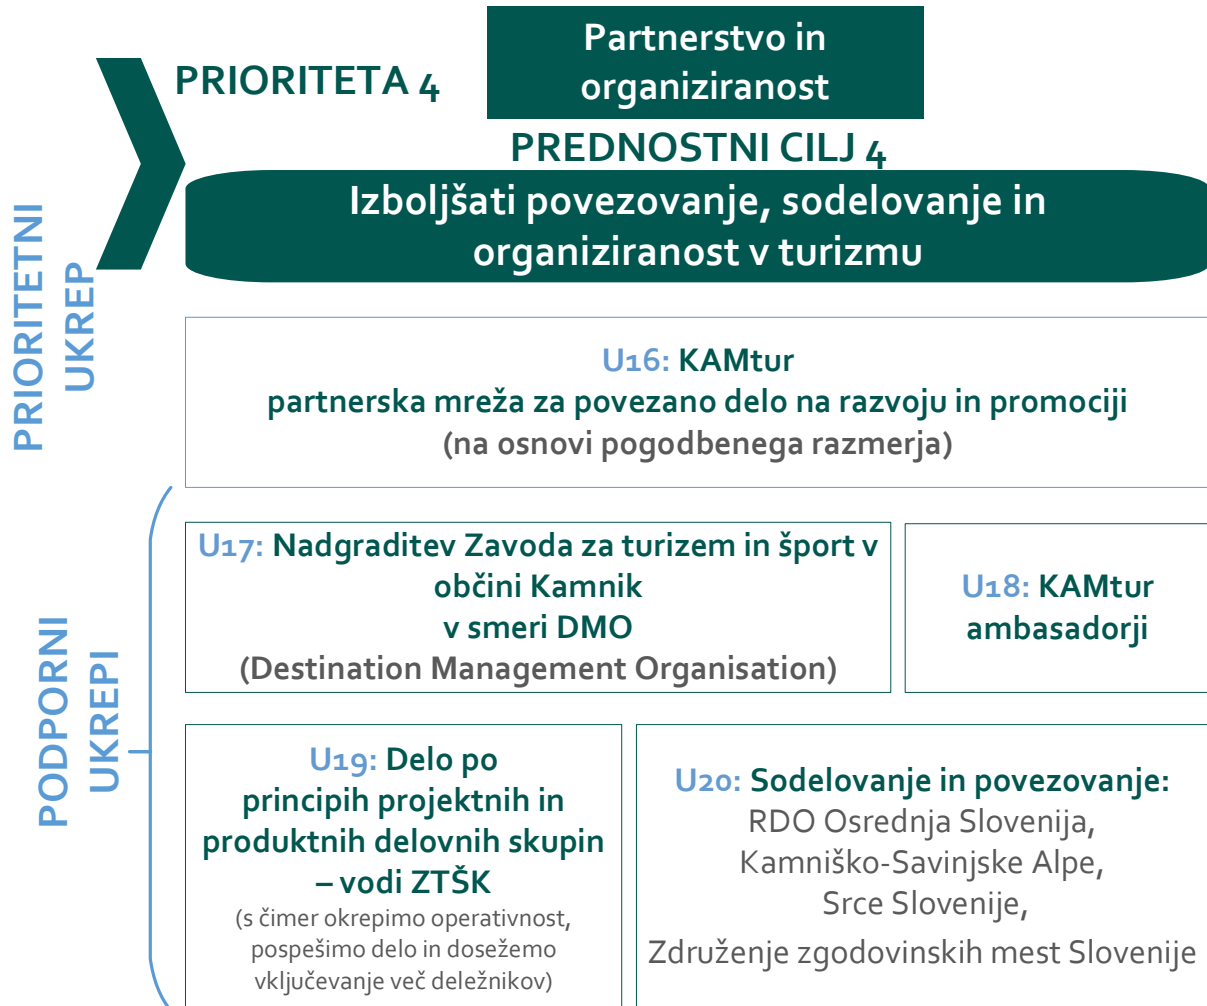 PRIORITETA 4
Partnerstvo in
organiziranost
PREDNOSTNI CILJ 4
Izboljšati povezovanje, sodelovanje in
organiziranost v turizmu
PRIORITETNI
UKREP
U16: KAMtur
partnerska mreža za povezano delo na razvoju in promociji
(na osnovi pogodbenega razmerja)
PODPORNI
UKREPI
U17: Nadgraditev Zavoda za turizem in šport v
občini Kamnik
v smeri DMO
(Destination Management Organisation)
U18: KAMtur
ambasadorji
U19: Delo po
principih projektnih in
produktnih delovnih skupin
– vodi ZTŠK
(s čimer okrepimo operativnost,
pospešimo delo in dosežemo
vključevanje več deležnikov)
U20: Sodelovanje in povezovanje:
RDO Osrednja Slovenija,
Kamniško-Savinjske Alpe,
Srce Slovenije,
Združenje zgodovinskih mest Slovenije